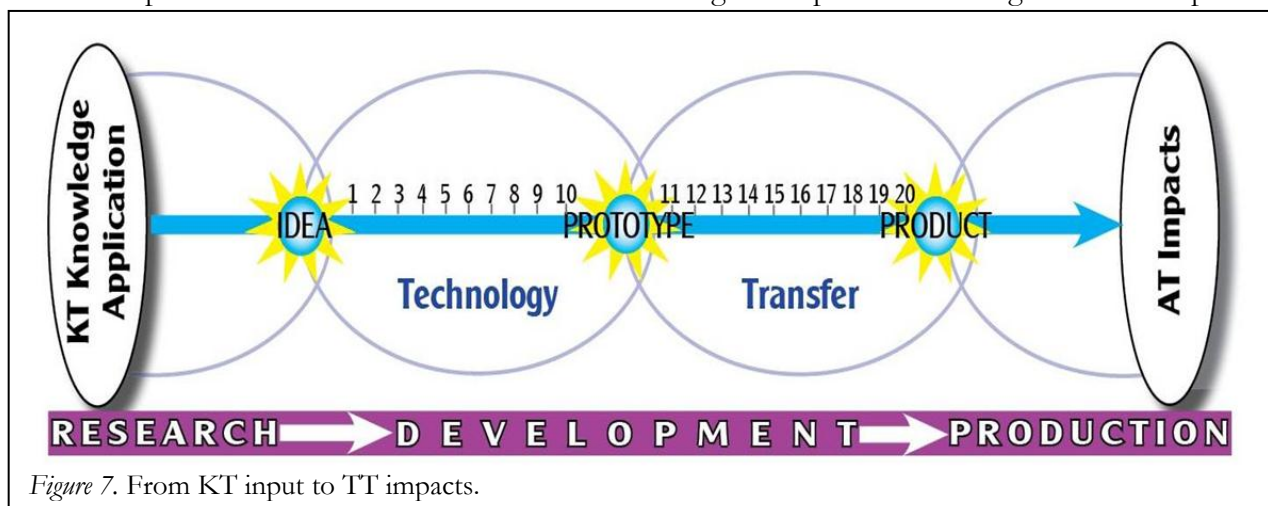 KT Knowledge
Application
IDEA
1 2 3 4 5 6 7 8 9 10
PROTOTYPE
11 12 13 14 15 16 17 18 19 20
PRODUCT
AT Impacts
Technology
Transfer
RESEARCH DEVELOPMENT PRODUCTION
Figure 7. From KT input to TT impacts.